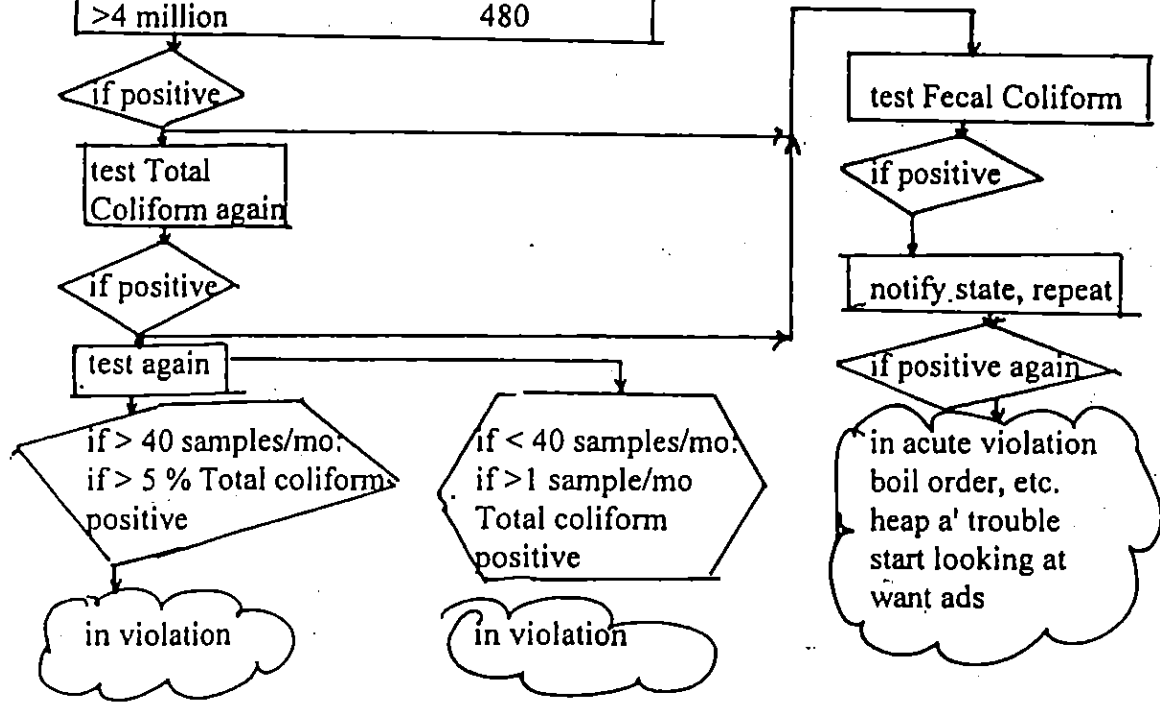 >4 million 480
if positive
test Total
Coliform again
if positive
test again
if > 40 samples/mo:
if > 5 % Total coliform
positive
in violation
if < 40 samples/mo:
if >1 sample/mo
Total coliform
positive
in violation
test Fecal Coliform
if positive
notify state, repeat
if positive again
in acute violation
boil order, etc.
heap a' trouble
start looking at
want ads